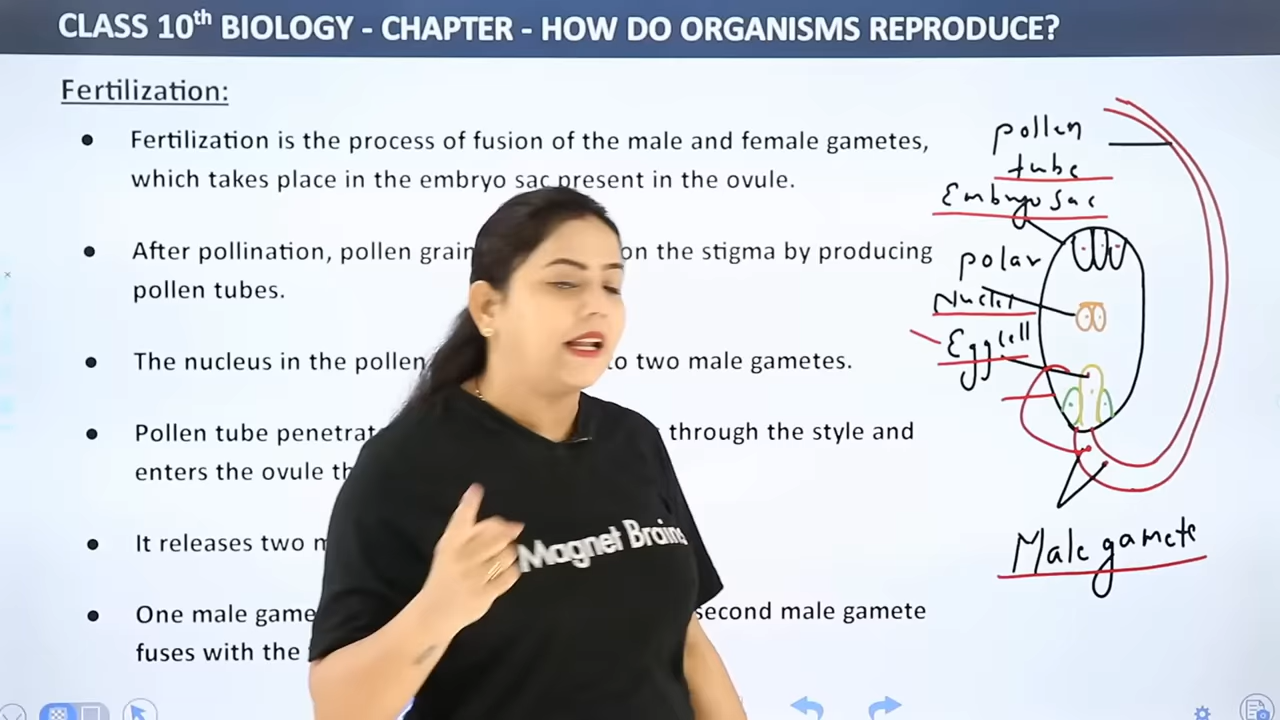 CLASS 10th BIOLOGY - CHAPTER - HOW DO ORGANISMS REPRODUCE?
Fertilization:
• Fertilization is the process of fusion of the male and female gametes,
which takes place in the embryo sac present in the ovule.
• After pollination, pollen grain on the stigma by producing
pollen tubes.
• The nucleus in the pollen to two male gametes.
• Pollen tube through the style and
enters the ovule
• It releases two
• One male second male gamete
fuses with the
pollen
tube
Embryo sac
polar
Nuclei
Egg cell
Male gamete
Magnet Brains